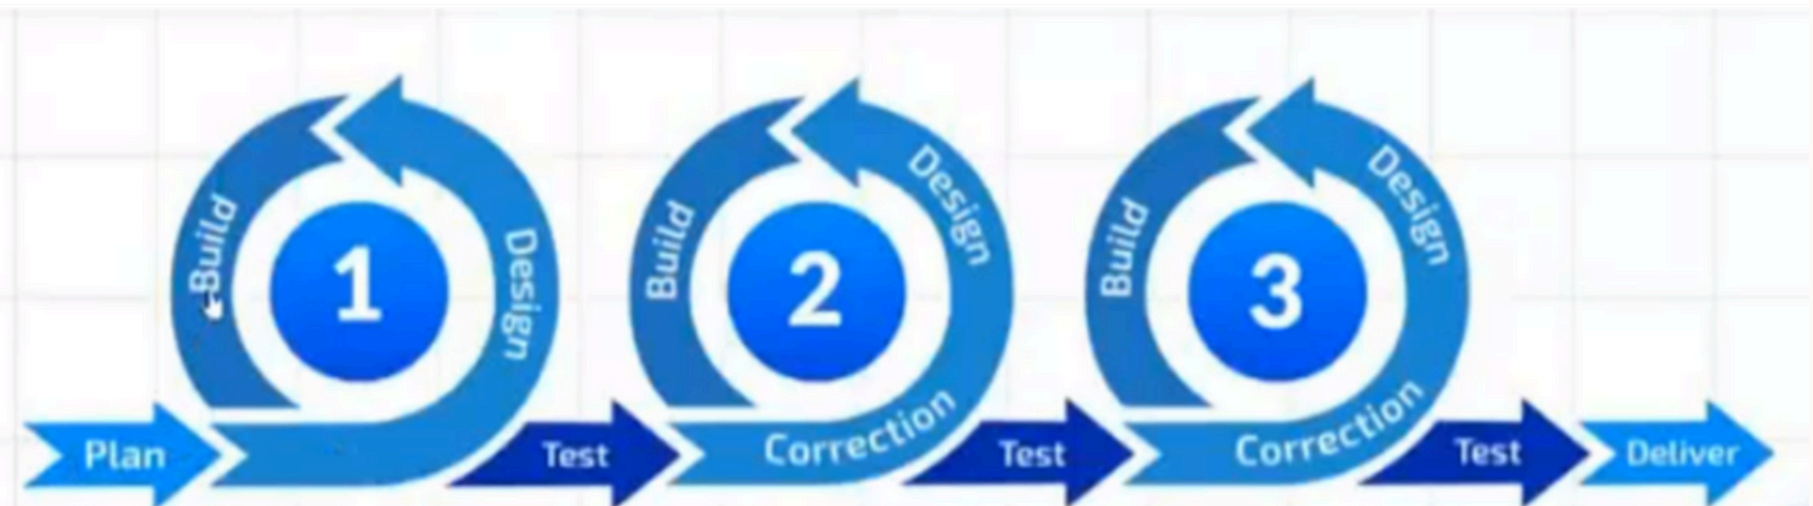 Plan
Build
1
Design
Test
Build
2
Design
Correction
Test
Build
3
Design
Correction
Test
Deliver